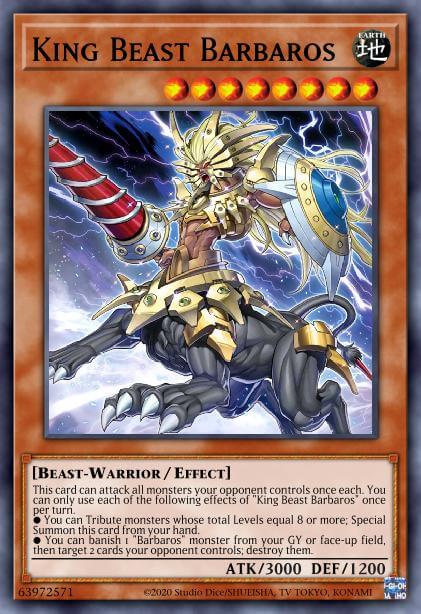 King Beast Barbaros
EARTH
地
[Beast-Warrior / Effect]
This card can attack all monsters your opponent controls once each. You
can only use each of the following effects of "King Beast Barbaros" once
per turn.
● You can Tribute monsters whose total Levels equal 8 or more; Special
Summon this card from your hand.
● You can banish 1 "Barbaros" monster from your GY or face-up field,
then target 2 cards your opponent controls; destroy them.
ATK/3000 DEF/1200
63972571
©2020 Studio Dice/SHUEISHA, TV TOKYO, KONAMI